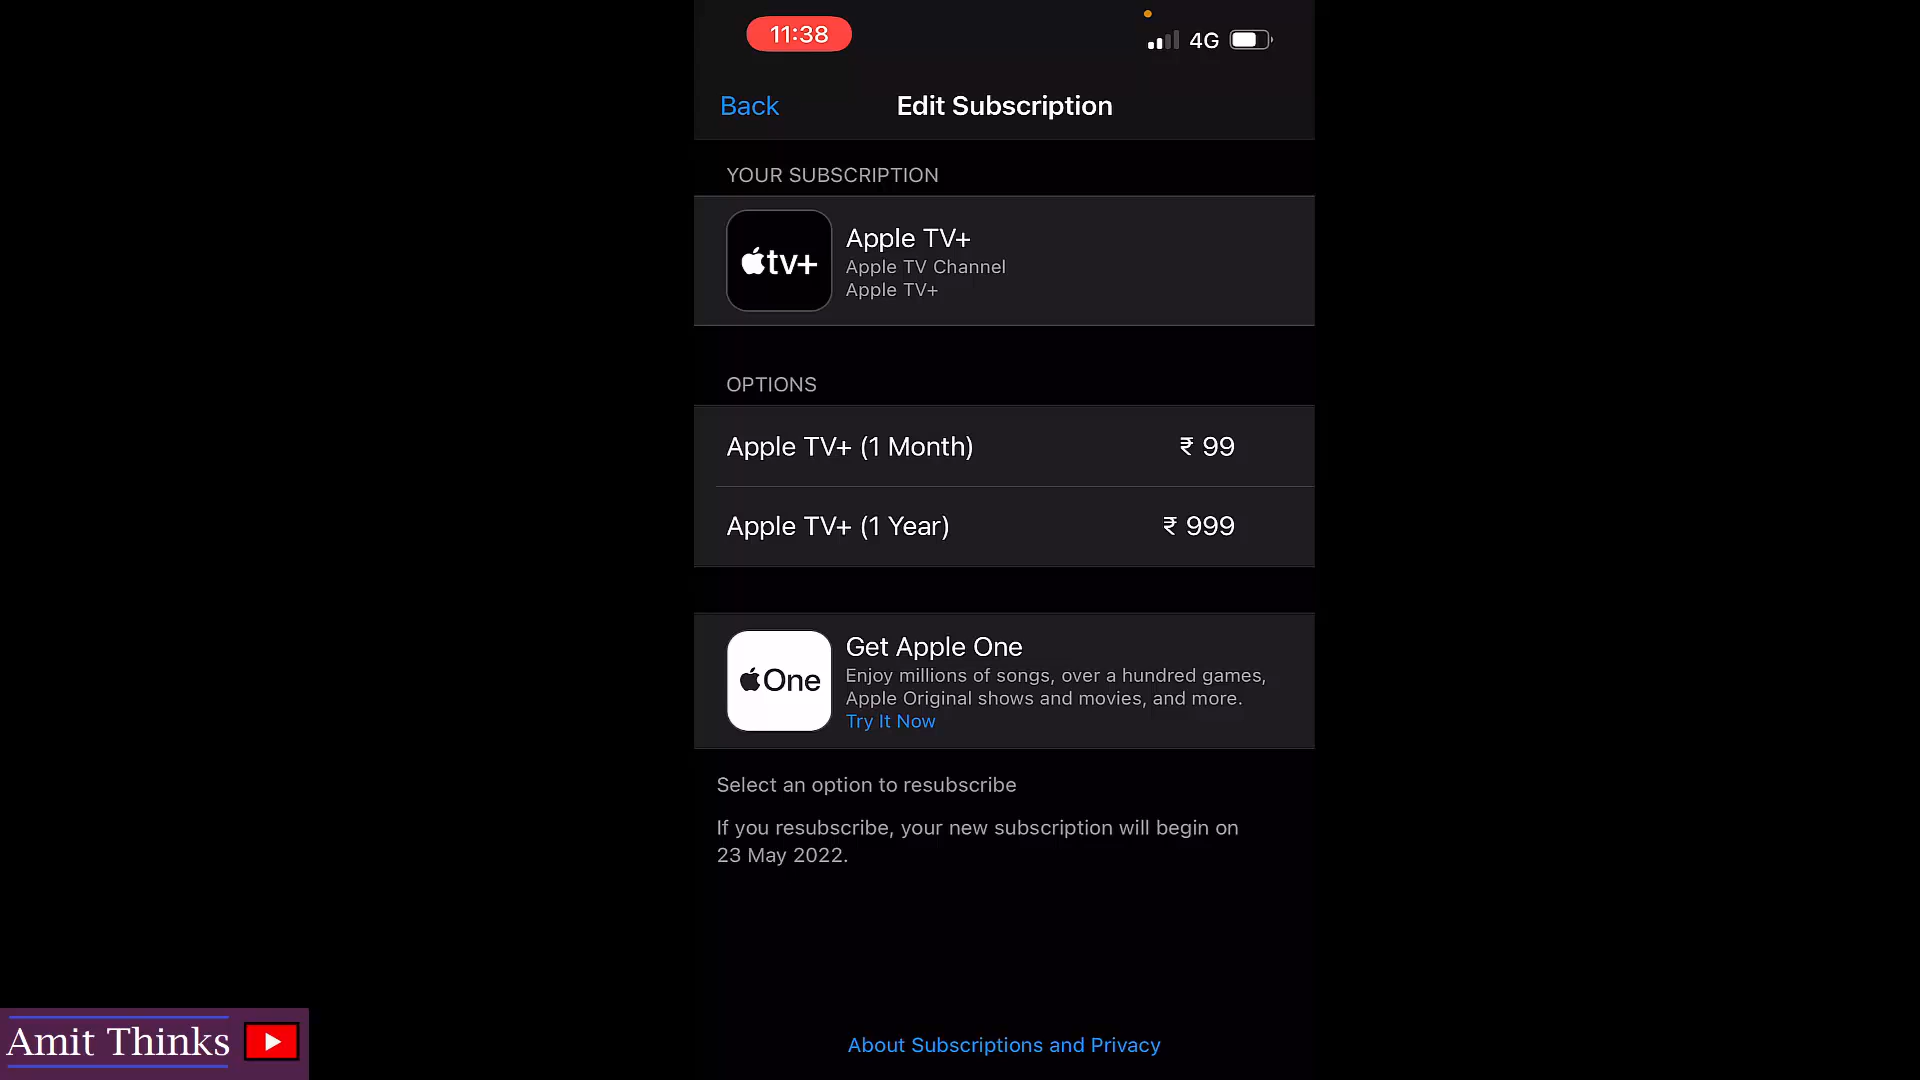 11:38
4G
Back
Edit Subscription
YOUR SUBSCRIPTION
tv+
Apple TV+
Apple TV Channel
Apple TV+
OPTIONS
Apple TV+ (1 Month)
₹ 99
Apple TV+ (1 Year)
₹ 999
One
Get Apple One
Enjoy millions of songs, over a hundred games,
Apple Original shows and movies, and more.
Try It Now
Select an option to resubscribe
If you resubscribe, your new subscription will begin on
23 May 2022.
About Subscriptions and Privacy
Amit Thinks